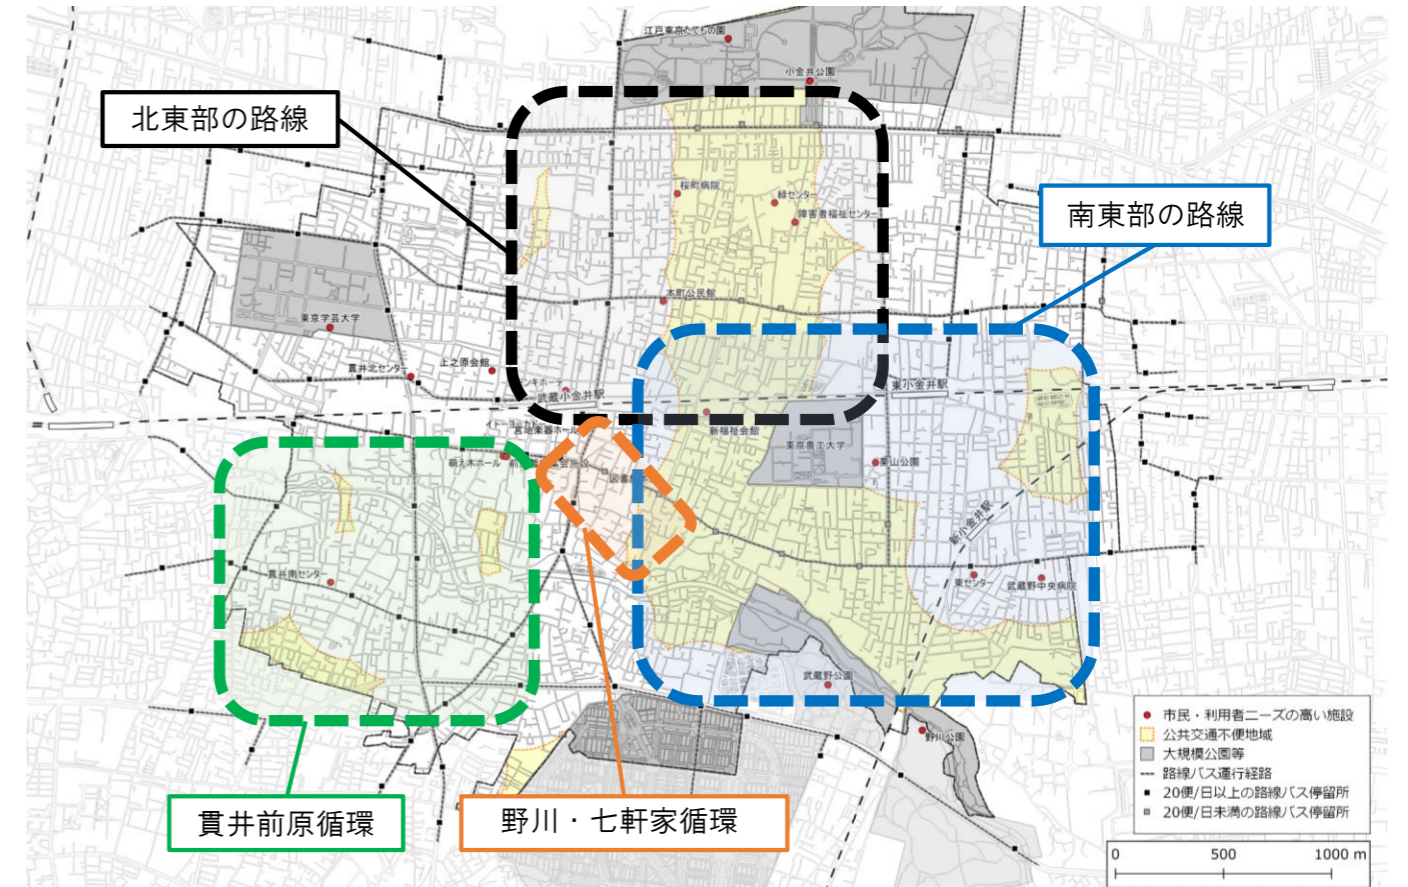 江戸東京たてもの園
小金井公園
北東部の路線
桜町病院
緑センター
障害者福祉センター
南東部の路線
本町公民館
東京学芸大学
上之原会館
貫井北センター
東小金井駅
武蔵小金井駅
新福祉会館
東京農工大学
栗山公園
萌え木ホール
新小金井駅
貫井南センター
東センター
武蔵野中央病院
武蔵野公園
野川公園
貫井前原循環
野川・七軒家循環
市民・利用者ニーズの高い施設
公共交通不便地域
大規模公園等
路線バス運行経路
20便/日以上の路線バス停留所
20便/日未満の路線バス停留所
0 500 1000 m